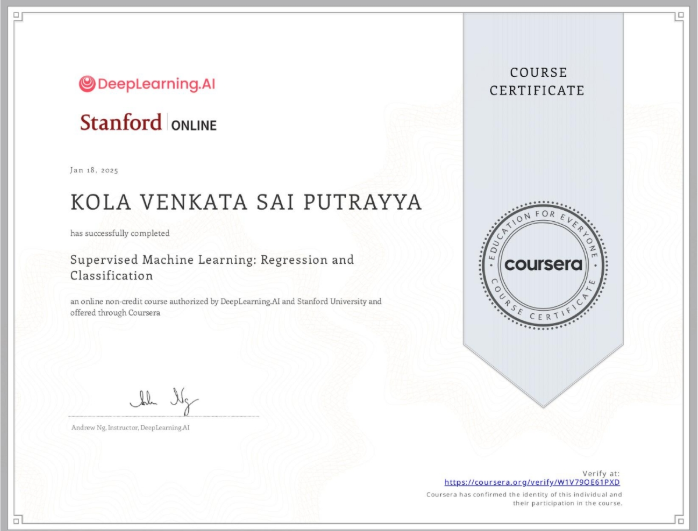 DeepLearning.AI
Stanford | ONLINE
Jan 18, 2025
KOLA VENKATA SAI PUTRAYYA
has successfully completed
Supervised Machine Learning: Regression and
Classification
an online non-credit course authorized by DeepLearning.AI and Stanford University and
offered through Coursera
Andrew Ng, Instructor, DeepLearning.AI
COURSE
CERTIFICATE
EDUCATION FOR EVERYONE
coursera
COURSE CERTIFICATE
Verify at:
https://coursera.org/verify/W1V79OE61PXD
Coursera has confirmed the identity of this individual and
their participation in the course.